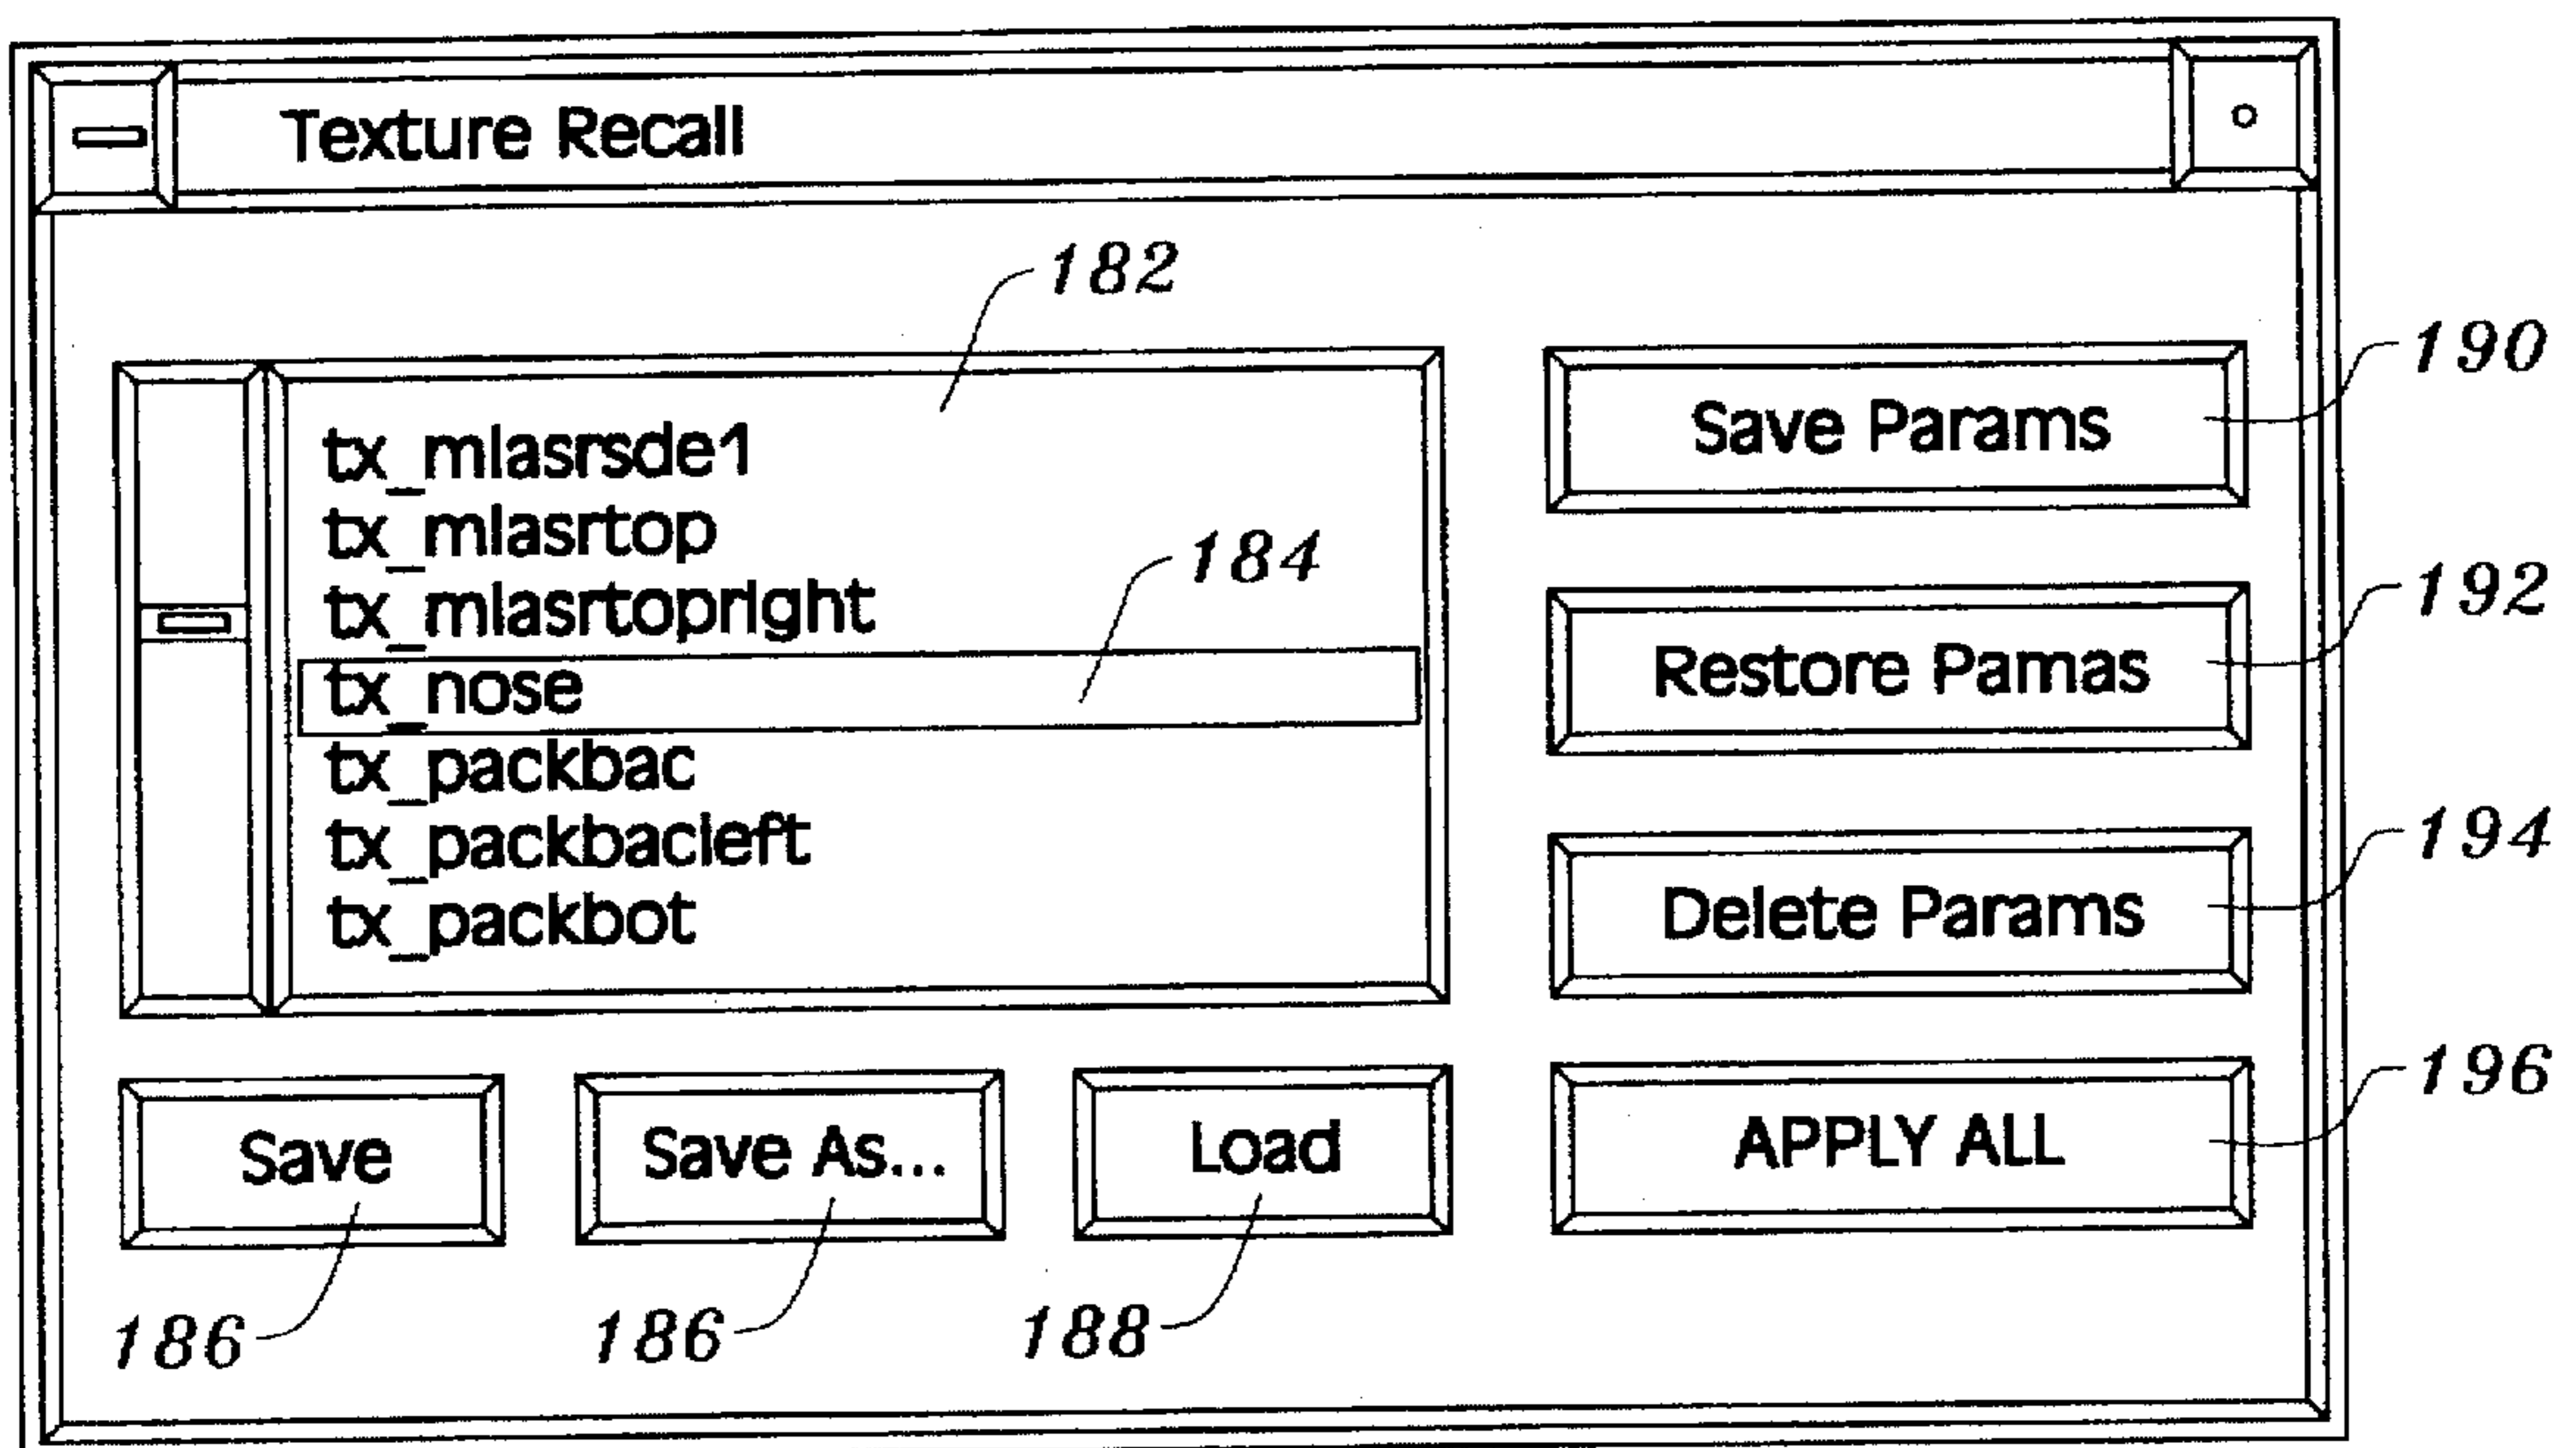 Texture Recall
182
190
tx_mlasrsde1
Save Params
tx_mlasrtop
184
192
tx_mlasrtopright
Restore Pamas
tx_nose
tx_packbac
194
tx_packbacleft
Delete Params
tx_packbot
196
Save
Save As...
Load
APPLY ALL
186
186
188